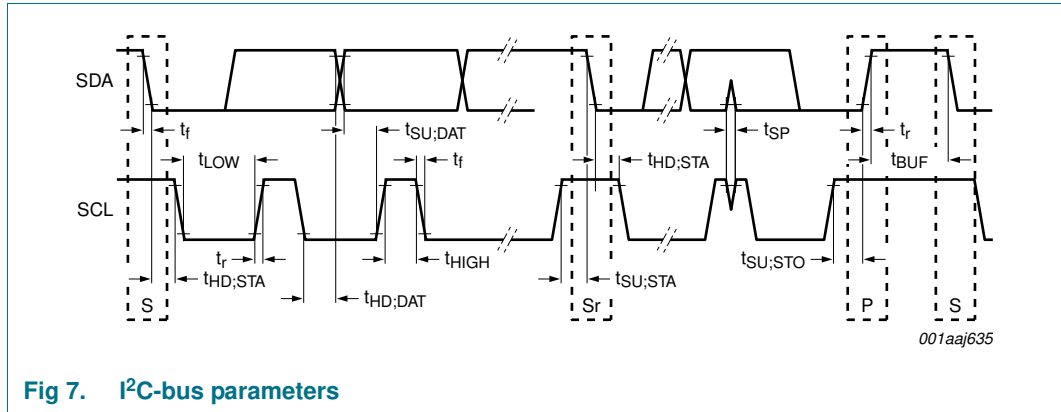 SDA
t_f
t_SU;DAT
t_SP
t_r
t_LOW
t_f
t_HD;STA
t_BUF
SCL
t_r
t_HD;STA
t_HIGH
t_SU;STA
t_SU;STO
t_HD;DAT
S
Sr
P
S
001aaj635
Fig 7. I²C-bus parameters